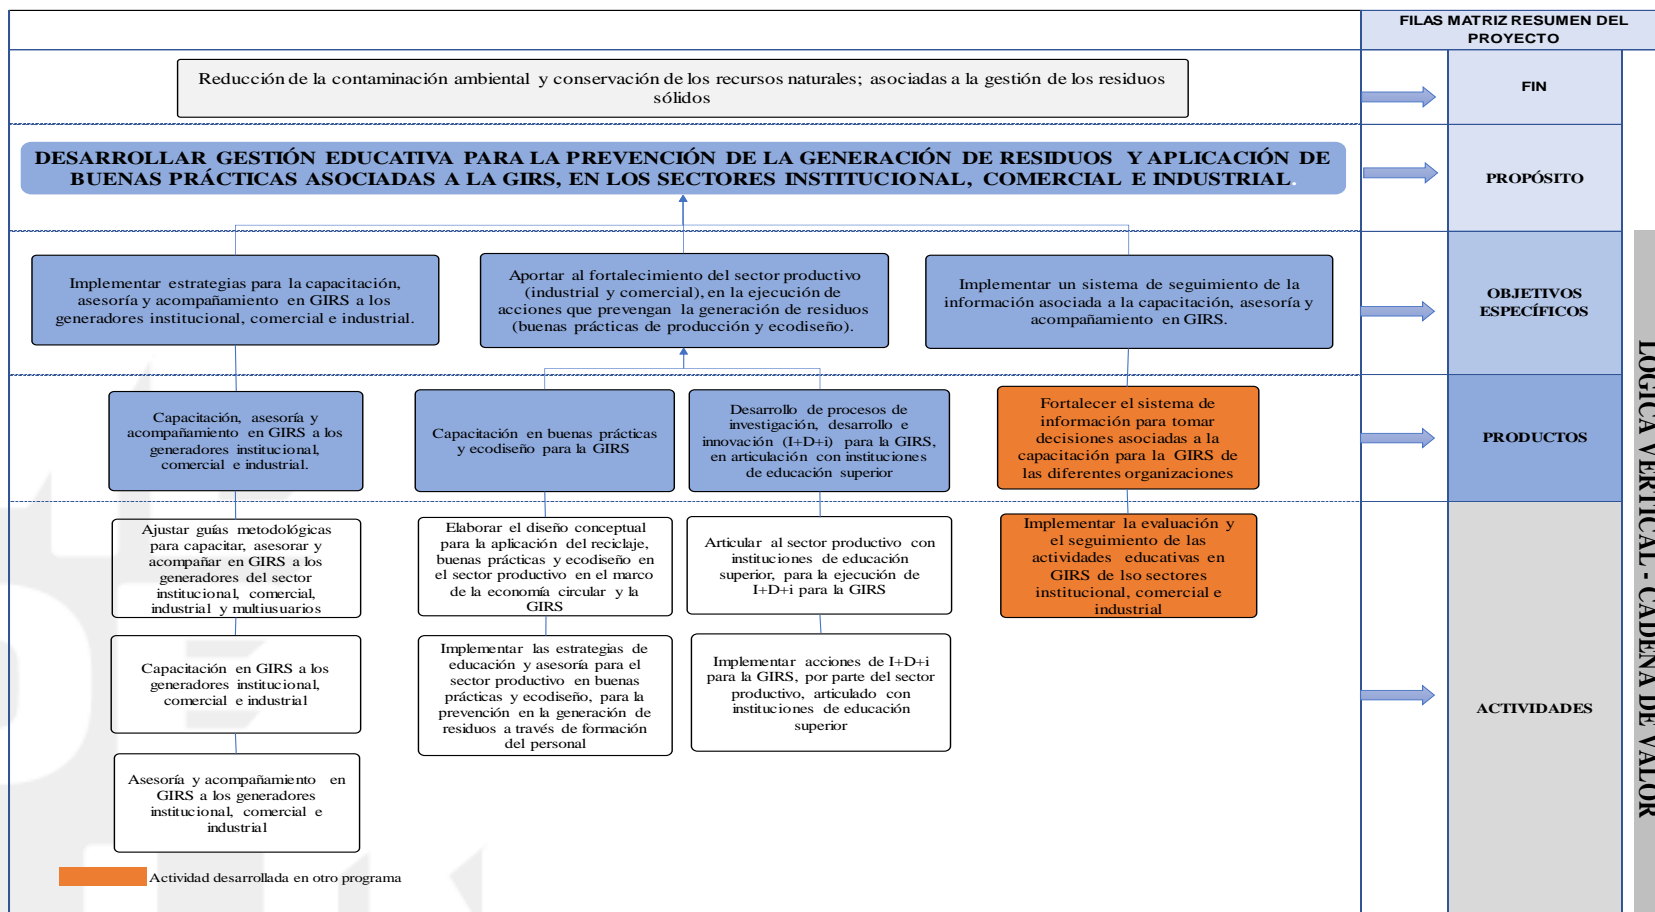 FILAS MATRIZ RESUMEN DEL
PROYECTO
Reducción de la contaminación ambiental y conservación de los recursos naturales; asociadas a la gestión de los residuos
sólidos
FIN
DESARROLLAR GESTIÓN EDUCATIVA PARA LA PREVENCIÓN DE LA GENERACIÓN DE RESIDUOS Y APLICACIÓN DE
BUENAS PRÁCTICAS ASOCIADAS A LA GIRS, EN LOS SECTORES INSTITUCIONAL, COMERCIAL E INDUSTRIAL.
PROPÓSITO
Implementar estrategias para la capacitación,
asesoría y acompañamiento en GIRS a los
generadores institucional, comercial e industrial.
Aportar al fortalecimiento del sector productivo
(industrial y comercial), en la ejecución de
acciones que prevengan la generación de residuos
(buenas prácticas de producción y ecodiseño).
Implementar un sistema de seguimiento de la
información asociada a la capacitación, asesoría y
acompañamiento en GIRS.
OBJETIVOS
ESPECÍFICOS
Capacitación, asesoría y
acompañamiento en GIRS a los
generadores institucional,
comercial e industrial.
Capacitación en buenas prácticas
y ecodiseño para la GIRS
Desarrollo de procesos de
investigación, desarrollo e
innovación (I+D+i) para la GIRS,
en articulación con instituciones
de educación superior
Fortalecer el sistema de
información para tomar
decisiones asociadas a la
capacitación para la GIRS de
las diferentes organizaciones
PRODUCTOS
Ajustar guías metodológicas
para capacitar, asesorar y
acompañar en GIRS a los
generadores del sector
institucional, comercial,
industrial y multiusuarios
Elaborar el diseño conceptual
para la aplicación del reciclaje,
buenas prácticas y ecodiseño en
el sector productivo en el marco
de la economía circular y la
GIRS
Articular al sector productivo con
instituciones de educación
superior, para la ejecución de
I+D+i para la GIRS
Implementar la evaluación y
el seguimiento de las
actividades educativas en
GIRS de lso sectores
institucional, comercial e
industrial
Capacitación en GIRS a los
generadores institucional,
comercial e industrial
Implementar las estrategias de
educación y asesoría para el
sector productivo en buenas
prácticas y ecodiseño, para la
prevención en la generación de
residuos a través de formación
del personal
Implementar acciones de I+D+i
para la GIRS, por parte del sector
productivo, articulado con
instituciones de educación
superior
ACTIVIDADES
Asesoría y acompañamiento en
GIRS a los generadores
institucional, comercial e
industrial
Actividad desarrollada en otro programa
LOGICA VERTICAL - CADENA DE VALOR